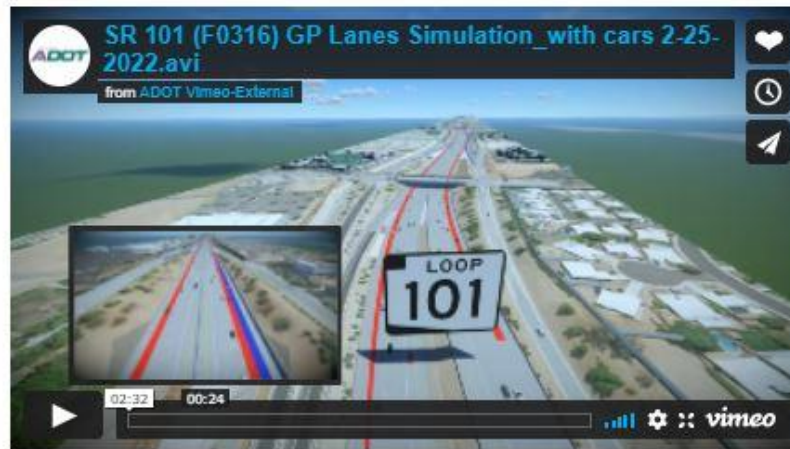 ADOT
SR 101 (F0316) GP Lanes Simulation_with cars 2-25-
2022.avi
from ADOT Vimeo-External
LOOP
101
02:32
00:24
vimeo